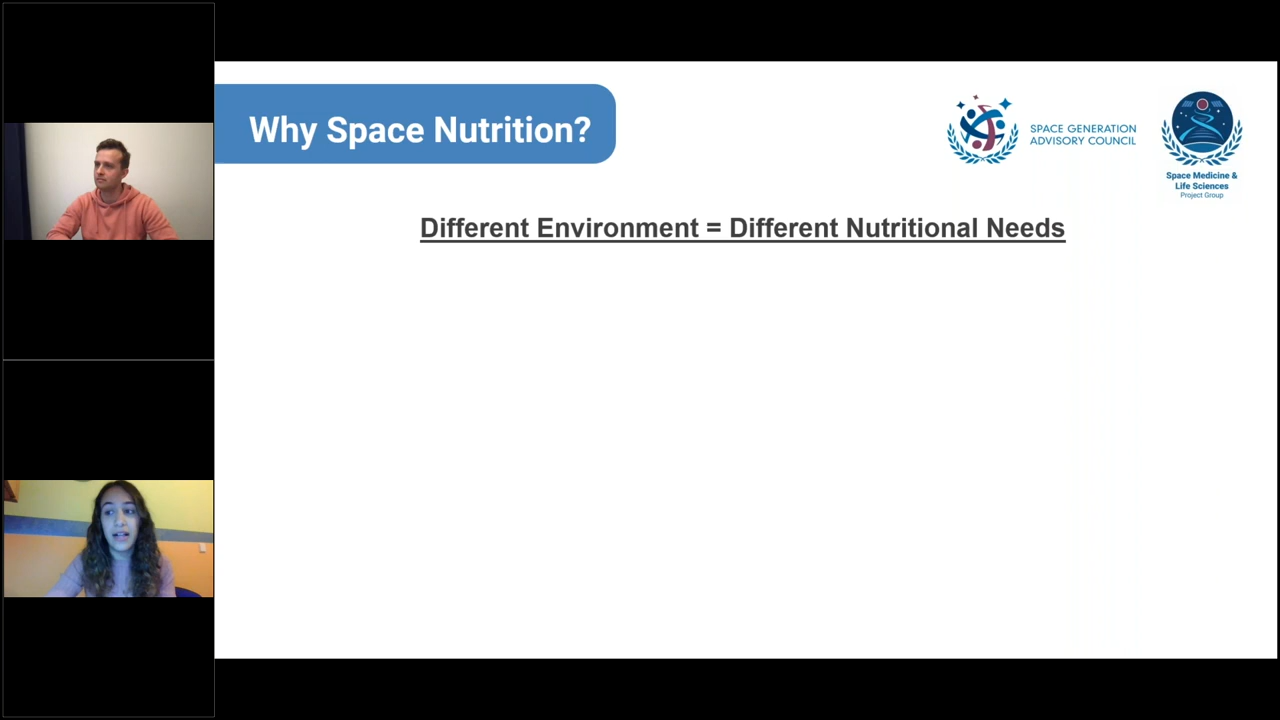 Why Space Nutrition?
SPACE GENERATION
ADVISORY COUNCIL
Space Medicine &
Life Sciences
Project Group
Different Environment = Different Nutritional Needs